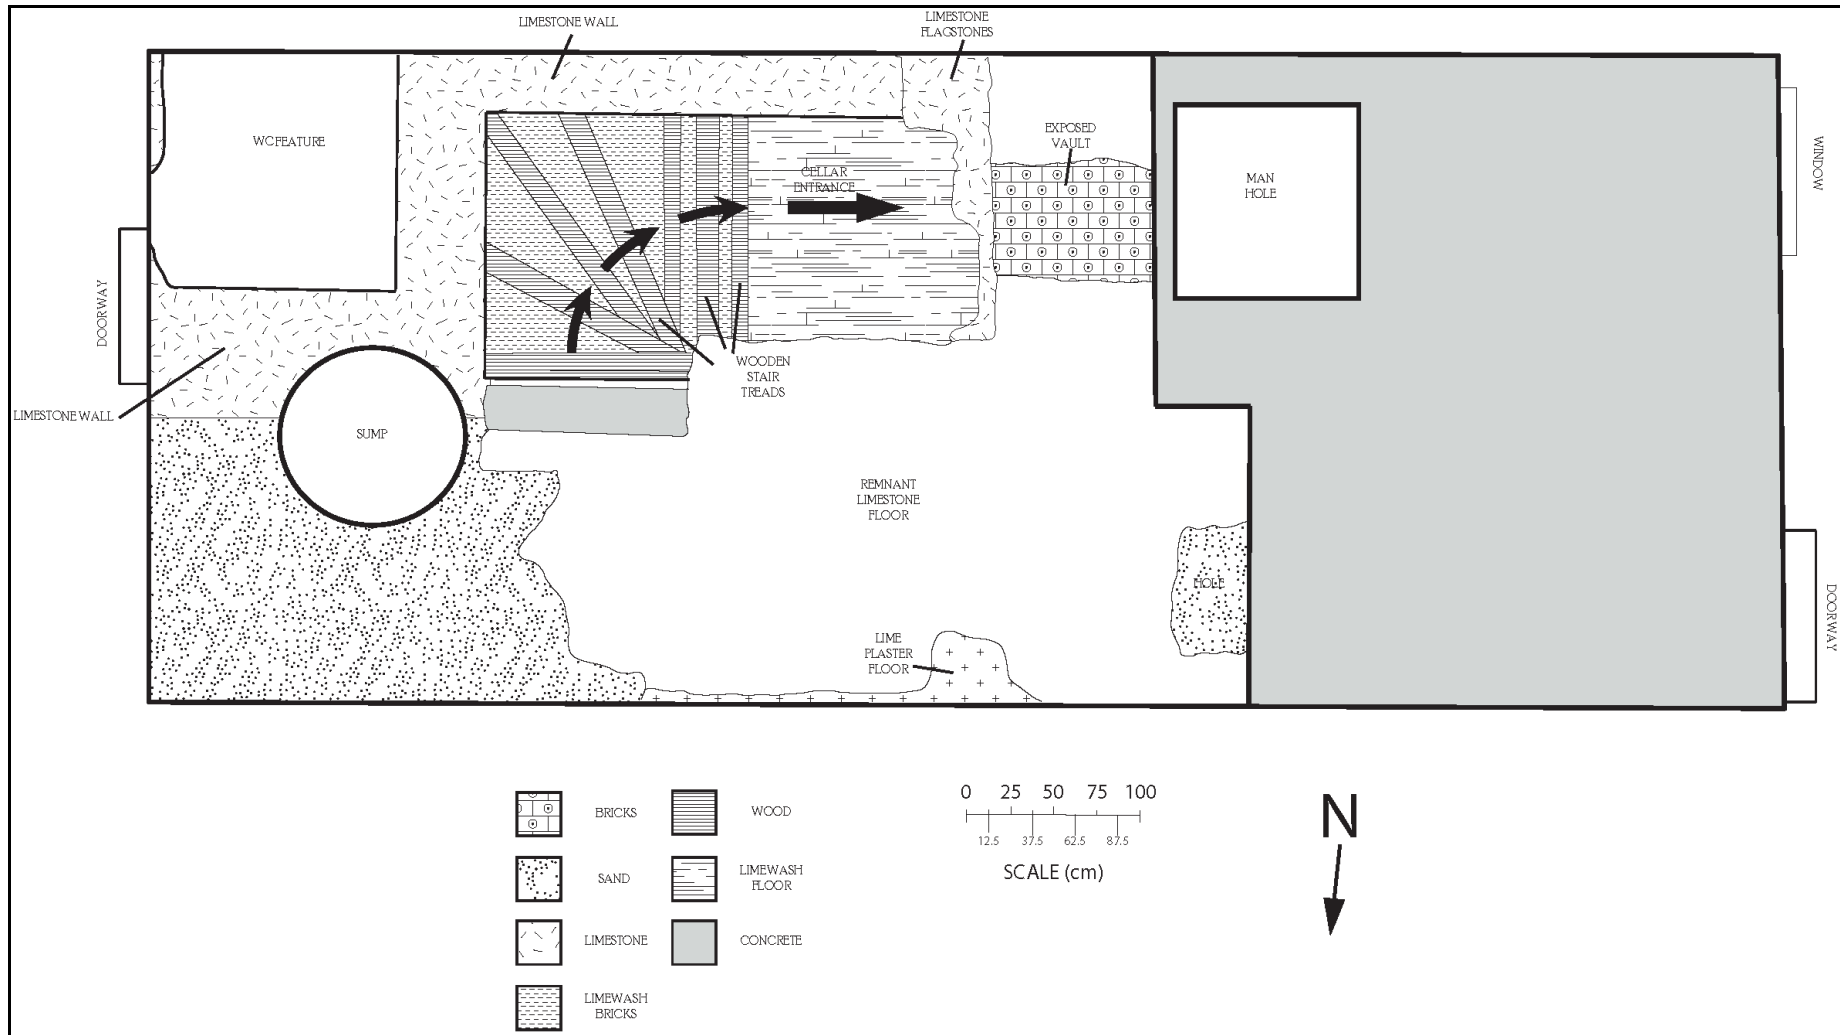 LIMESTONE WALL
LIMESTONE
FLAGSTONES
WC FEATURE
EXPOSED
VAULT
CELLAR
ENTRANCE
MAN
HOLE
WINDOW
DOORWAY
WOODEN
STAIR
TREADS
LIMESTONE WALL
SUMP
REMNANT
LIMESTONE
FLOOR
HOLE
DOORWAY
LIME
PLASTER
FLOOR
BRICKS
WOOD
SAND
LIMEWASH
FLOOR
LIMESTONE
CONCRETE
LIMEWASH
BRICKS
0 25 50 75 100
12.5 37.5 62.5 87.5
SCALE (cm)
N